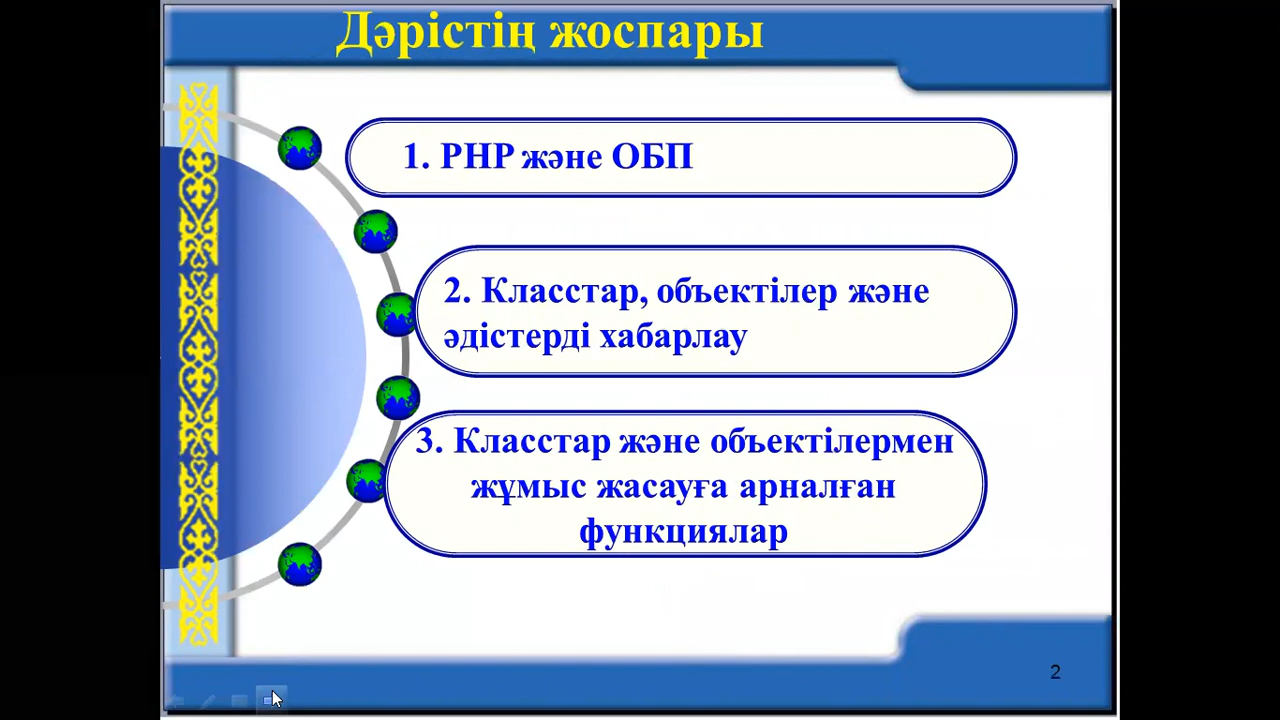 Дәрістің жоспары
1. PHP және ОБП
2. Класстар, объектілер және
әдістерді хабарлау
3. Класстар және объектілермен
жұмыс жасауға арналған
функциялар
2